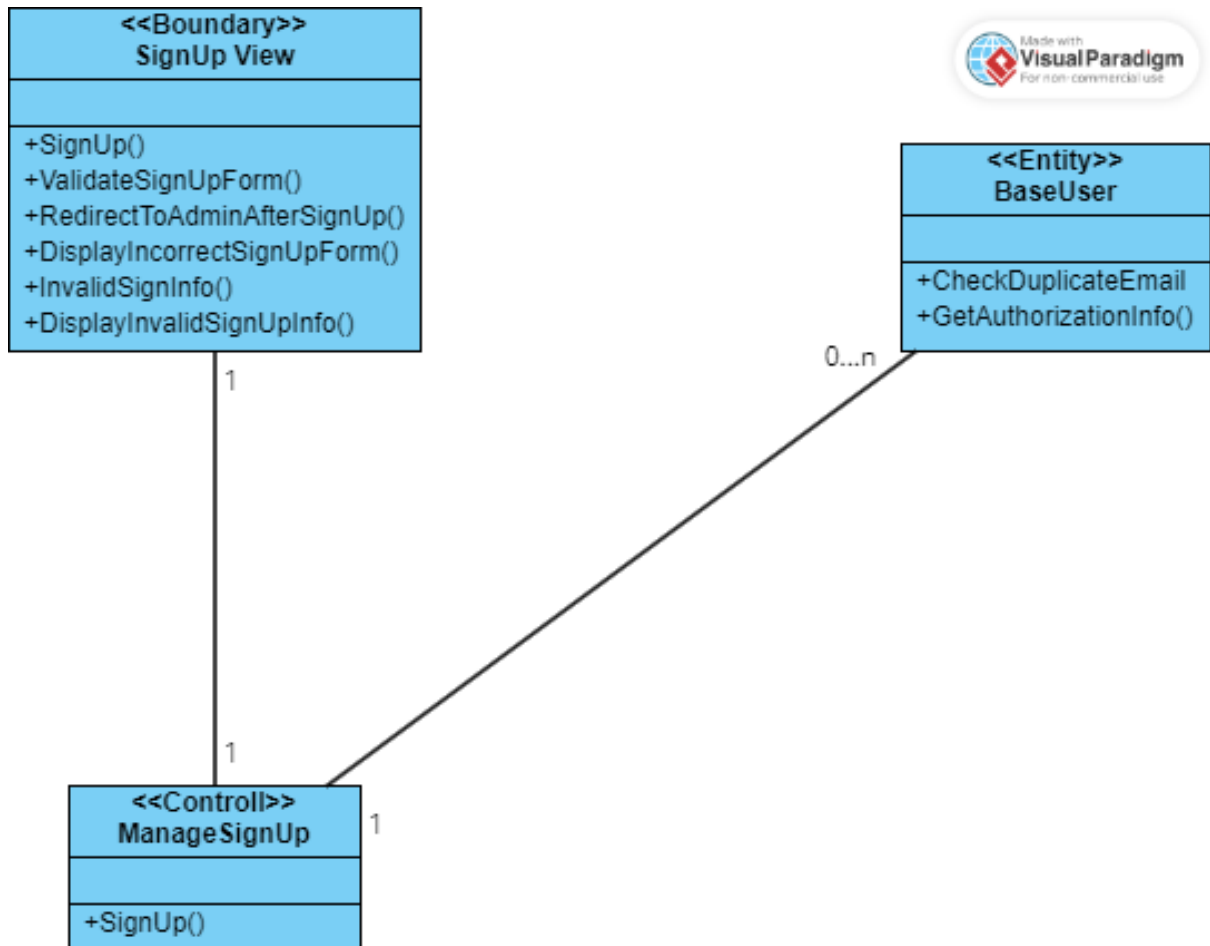 <<Boundary>>
SignUp View
+SignUp()
+ValidateSignUpForm()
+RedirectToAdminAfterSignUp()
+DisplayIncorrectSignUpForm()
+InvalidSignInfo()
+DisplayInvalidSignUpInfo()
Made with
Visual Paradigm
For non-commercial use
<<Entity>>
BaseUser
+CheckDuplicateEmail
+GetAuthorizationInfo()
1
0...n
1
<<Controll>>
ManageSignUp
1
+SignUp()